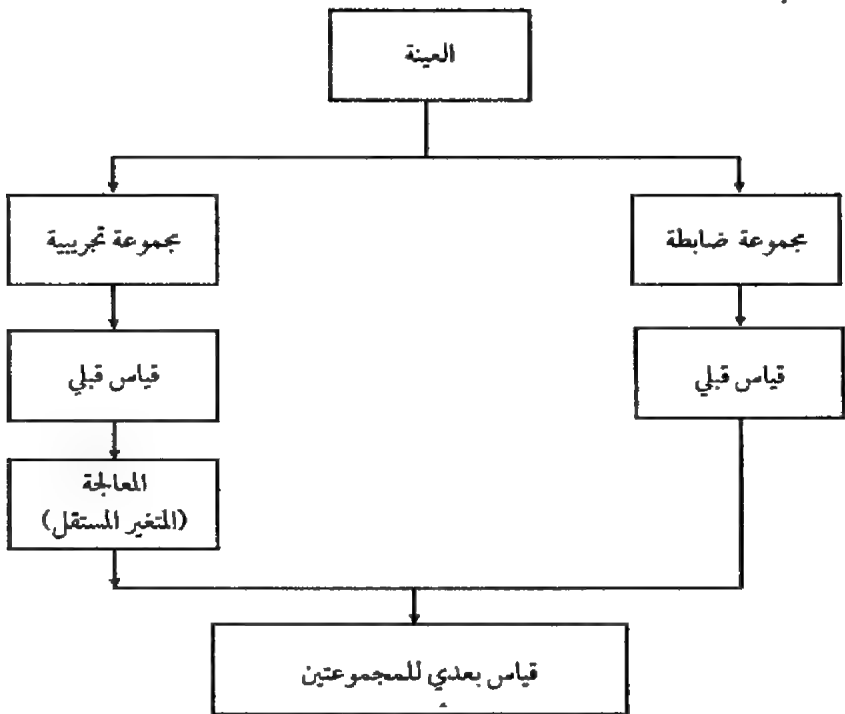 العينة
مجموعة ضابطة
مجموعة تجريبية
قياس قبلي
قياس قبلي
المعالجة
(المتغير المستقل)
قياس بعدي للمجموعتين